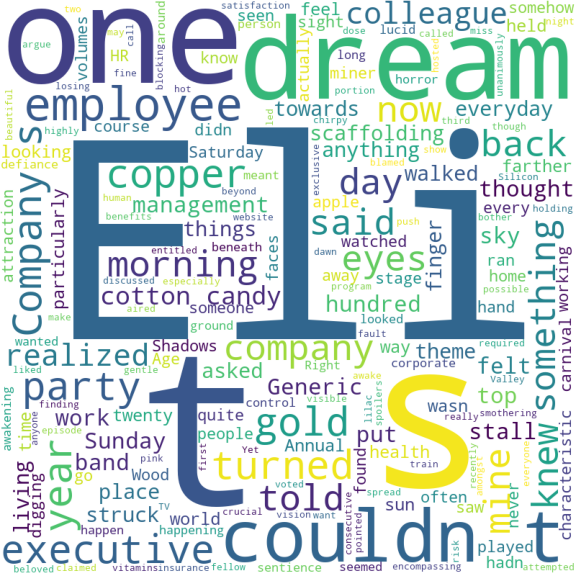 one
dream
colleague
employee
towards
now
everyday
scaffolding
anything
back
copper
management
day
walked
farther
said
thought
things
morning
eyes
sky
cotton candy
hundred
Eli
Company
company
something
realized
asked
theme
felt
party
Generic
knew
top
work
year
gold
put
stall
Sunday
band
turned
mine
place
told
struck
executive
couldn
t
s
two
satisfaction
may
call
argue
volumes
HR
fine
blocking
around
seen
person
feel
sight
know
actually
lucid
dose
called
miner
horror
long
somehow
held
miss
night
hosted
unanimously
portion
losing
hot
beautiful
highly
looking
defiance
course
didn
Saturday
led
chirpy
third
though
meant
exclusive
apple
show
blamed
silicon
every
holding
attraction
particularly
human
benefits
beyond
website
entitled
beneath
discussed
faces
someone
watched
finger
away
stage
dawn
push
program
ran
home
bother
possible
hand
aired
especially
ground
looked
fault
required
Valley
carnival
working
make
wanted
liked
gentle
Shadows
Age
way
Right
corporate
visible
awake
lilac
spoilers
wasn
really
smothering
awakening
time
finding
anyone
episode
TV
pink
twenty
quite
control
people
Annual
health
train
often
saw
never
recently
amongst
everyone
characteristic
living
digging
go
Wood
first
Yet
voted
vision
want
found
pointed
consecutive
spread
sun
played
hadn
happen
happening
world
crucial
seemed
risk
beloved
claimed
vitamins
insurance
fellow
sentience
encompassing
attempted